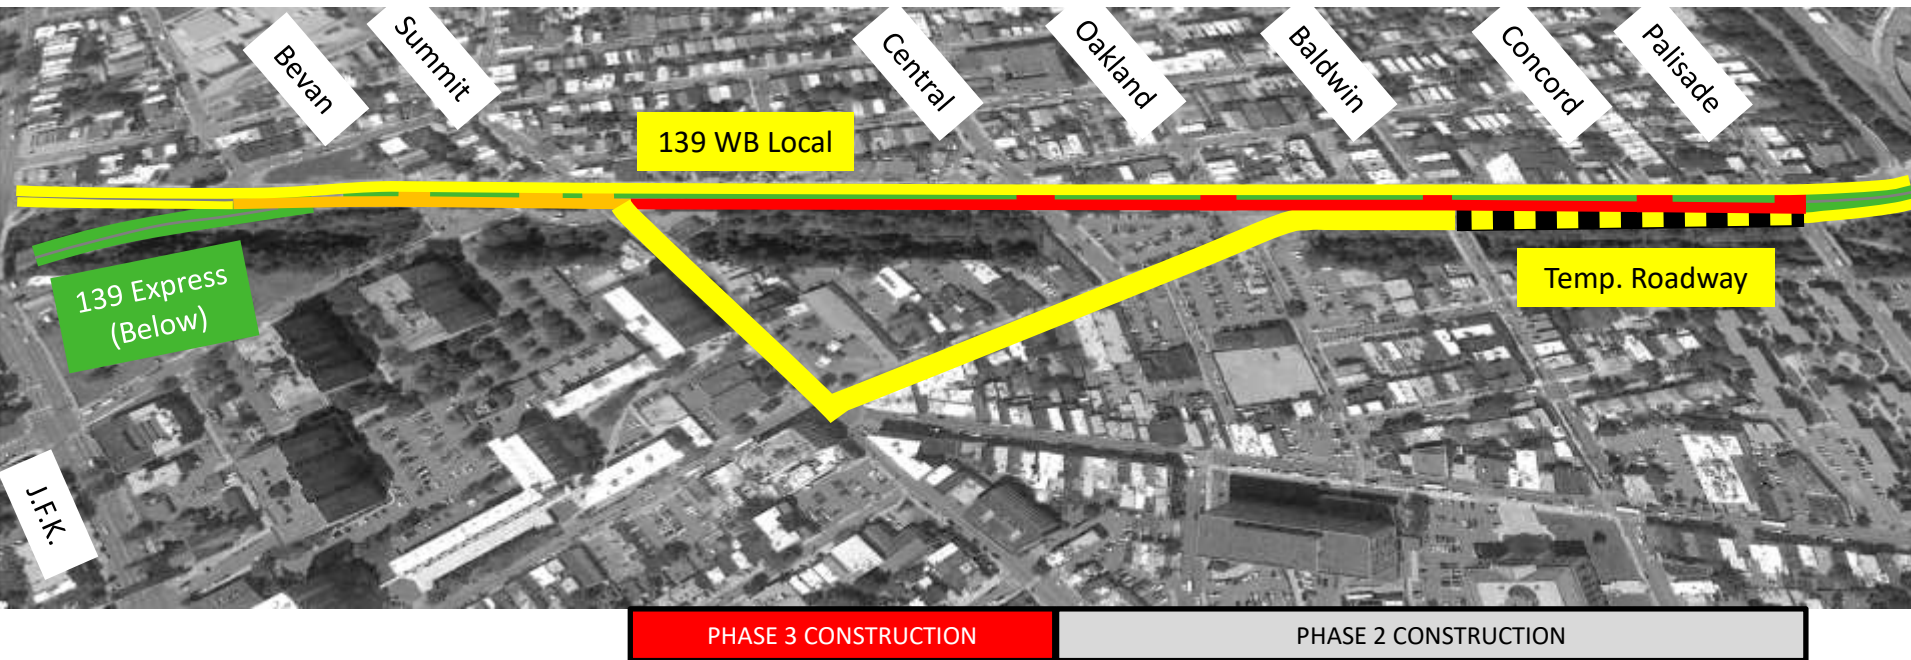 Bevan
Summit
Central
Oakland
Baldwin
Concord
Palisade
139 WB Local
139 Express
(Below)
Temp. Roadway
J.F.K.
PHASE 3 CONSTRUCTION
PHASE 2 CONSTRUCTION